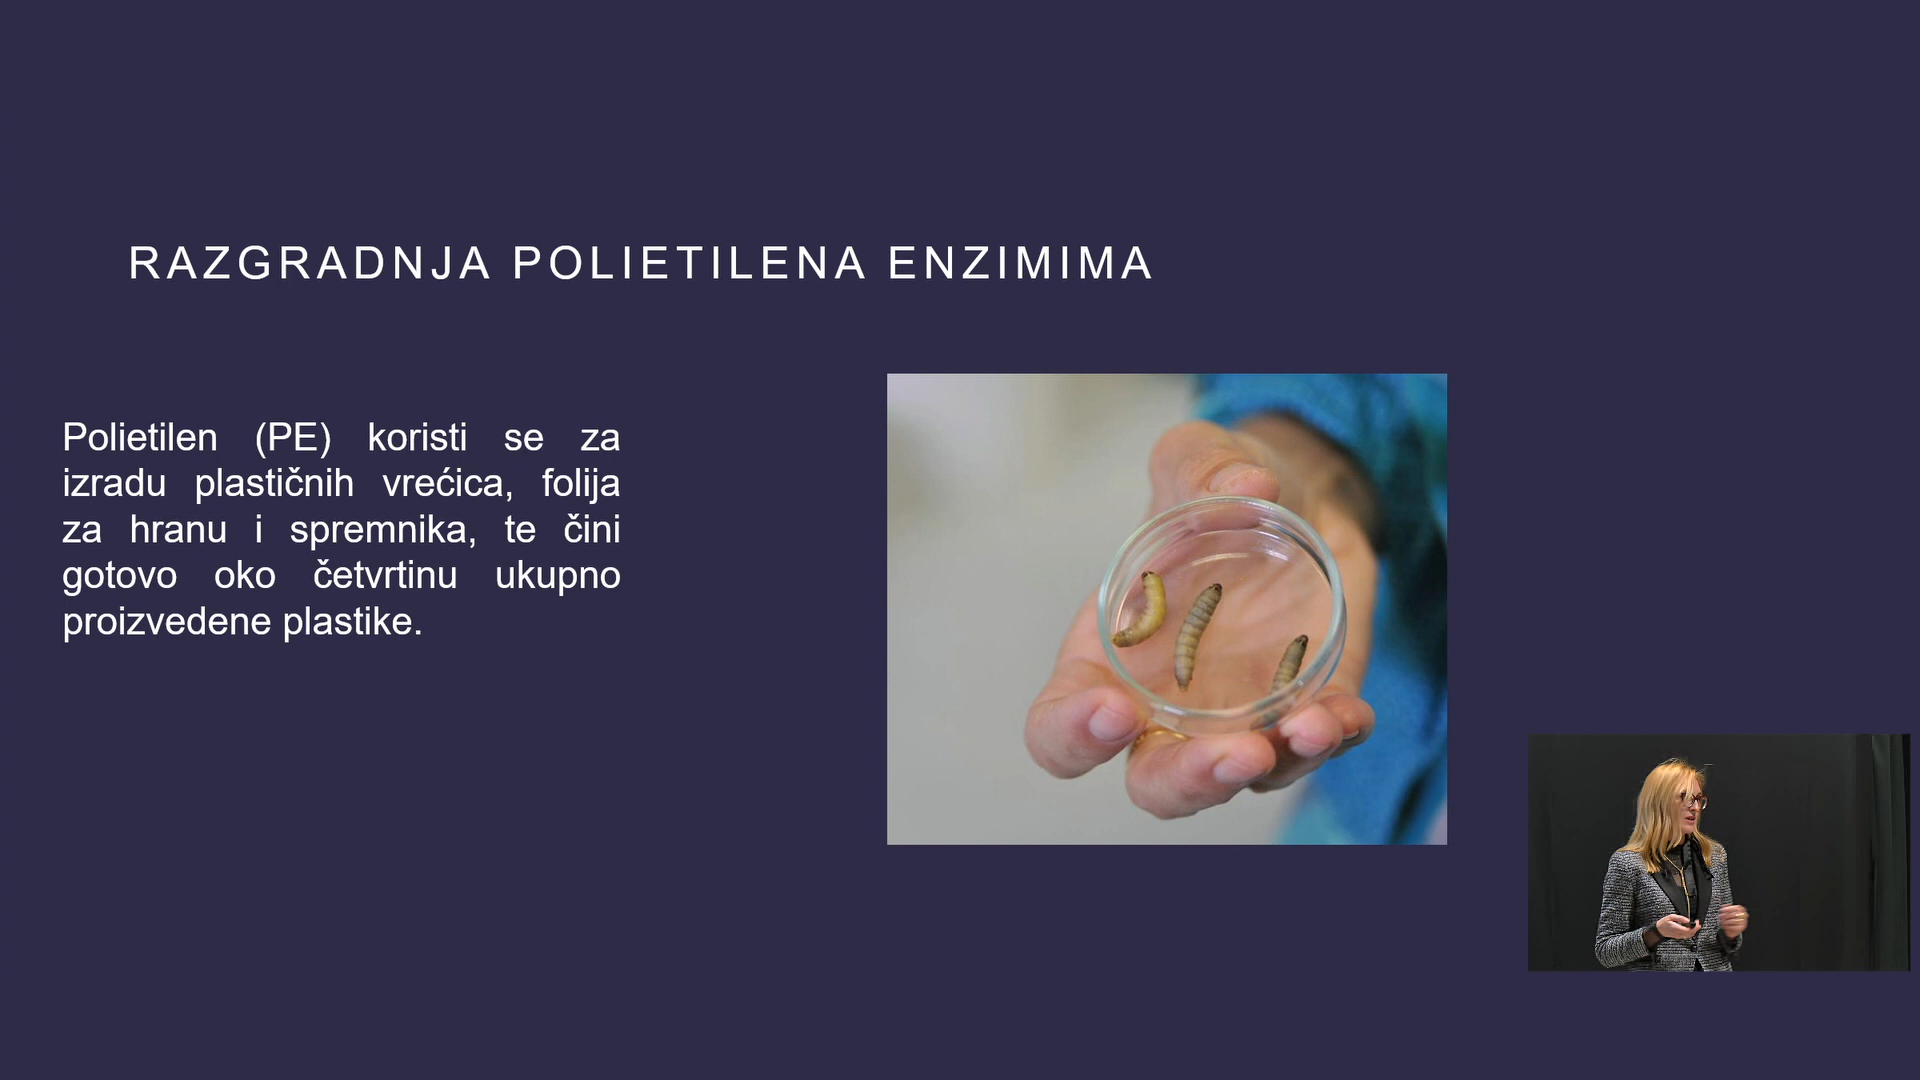 RAZGRADNJA POLIETILENA ENZIMIMA
Polietilen (PE) koristi se za
izradu plastičnih vrećica, folija
za hranu i spremnika, te čini
gotovo oko četvrtinu ukupno
proizvedene plastike.